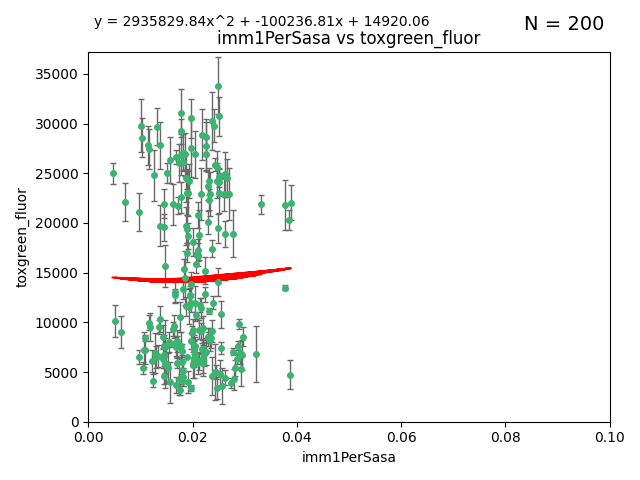 y = 2935829.84x^2 + -100236.81x + 14920.06
N = 200
imm1PerSasa vs toxgreen_fluor
35000
30000
25000
20000
15000
10000
5000
0
toxgreen_fluor
0.00 0.02 0.04 0.06 0.08 0.10
imm1PerSasa